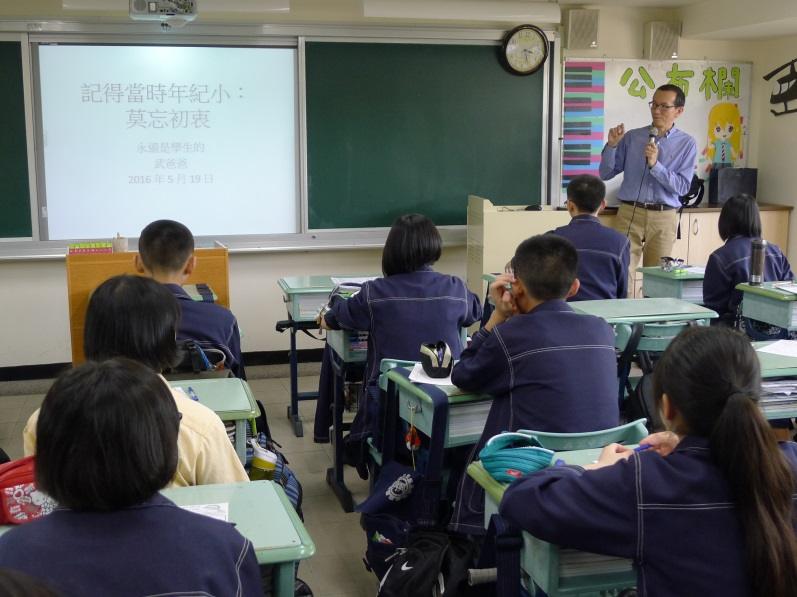 記得當時年紀小：
莫忘初衷
永遠是學生的
武爸爸
2016 年 5 月 19 日
公布欄